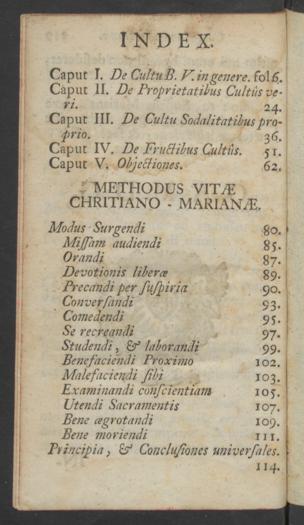 INDEX.
Caput I. De Cultu B. V. in genere. fol 6.
Caput II. De Proprietatibus Cultûs ve-
ri. 24.
Caput III. De Cultu Sodalitatibus pro-
prio. 36.
Caput IV. De Fructibus Cultûs. 51.
Caput V. Objectiones. 62.
METHODUS VITÆ
CHRITIANO - MARIANÆ.
Modus Surgendi 80.
Miſſam audiendi 85.
Orandi 87.
Devotionis liberæ 89.
Precandi per ſuſpiria 90.
Converſandi 93.
Comedendi 95.
Se recreandi 97.
Studendi, & laborandi 99.
Benefaciendi Proximo 102.
Malefaciendi ſibi 103.
Examinandi conſcientiam 105.
Utendi Sacramentis 107.
Bene ægrotandi 109.
Bene moriendi 111.
Principia, & Concluſiones univerſales.
114.